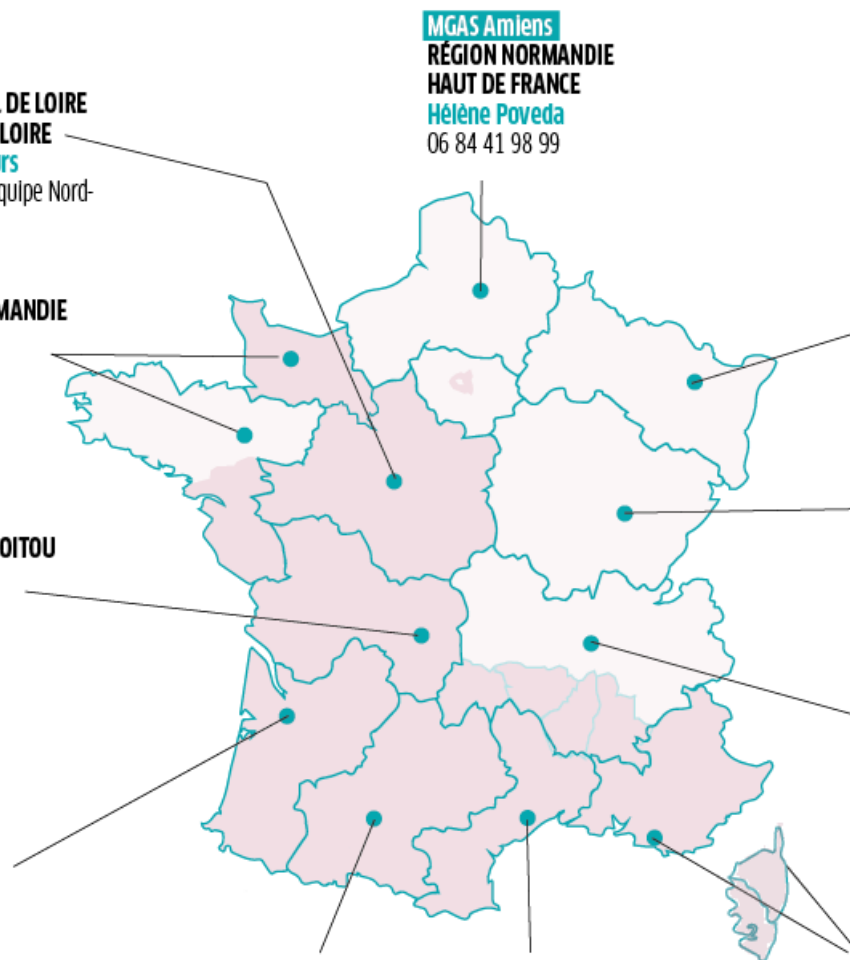 MGAS Amiens
RÉGION NORMANDIE
HAUT DE FRANCE
Hélène Poveda
06 84 41 98 99
DE LOIRE
LOIRE
quipe Nord-
MANDIE
OITOU